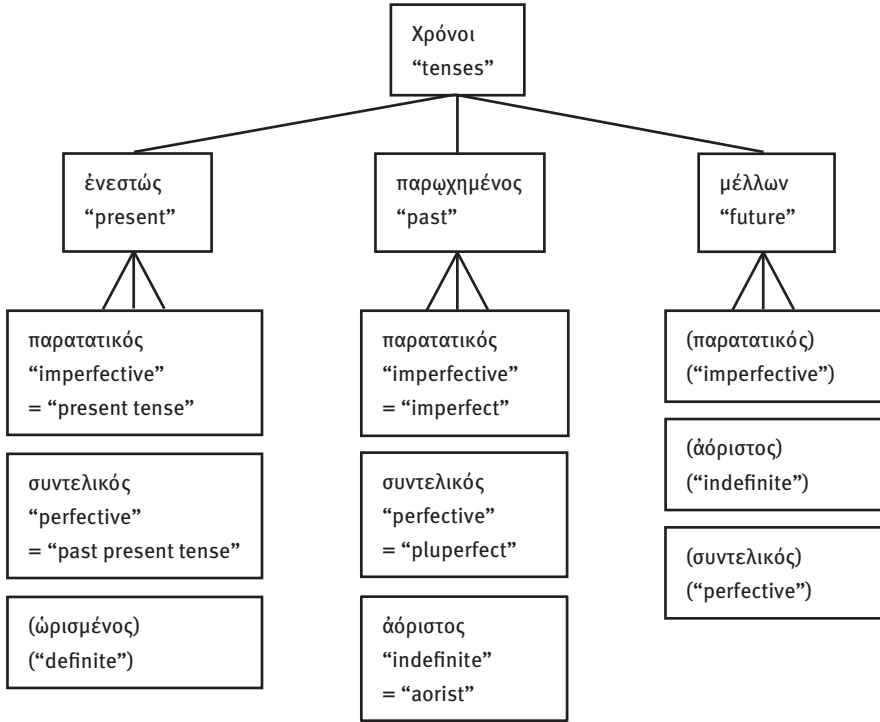 Χρόνοι
“tenses”
ἐνεστώς
“present”
παρῳχημένος
“past”
μέλλων
“future”
παρατατικός
“imperfective”
= “present tense”
παρατατικός
“imperfective”
= “imperfect”
(παρατατικός)
(“imperfective”)
συντελικός
“perfective”
= “past present tense”
συντελικός
“perfective”
= “pluperfect”
(ἀόριστος)
(“indefinite”)
(ὡρισμένος)
(“definite”)
ἀόριστος
“indefinite”
= “aorist”
(συντελικός)
(“perfective”)